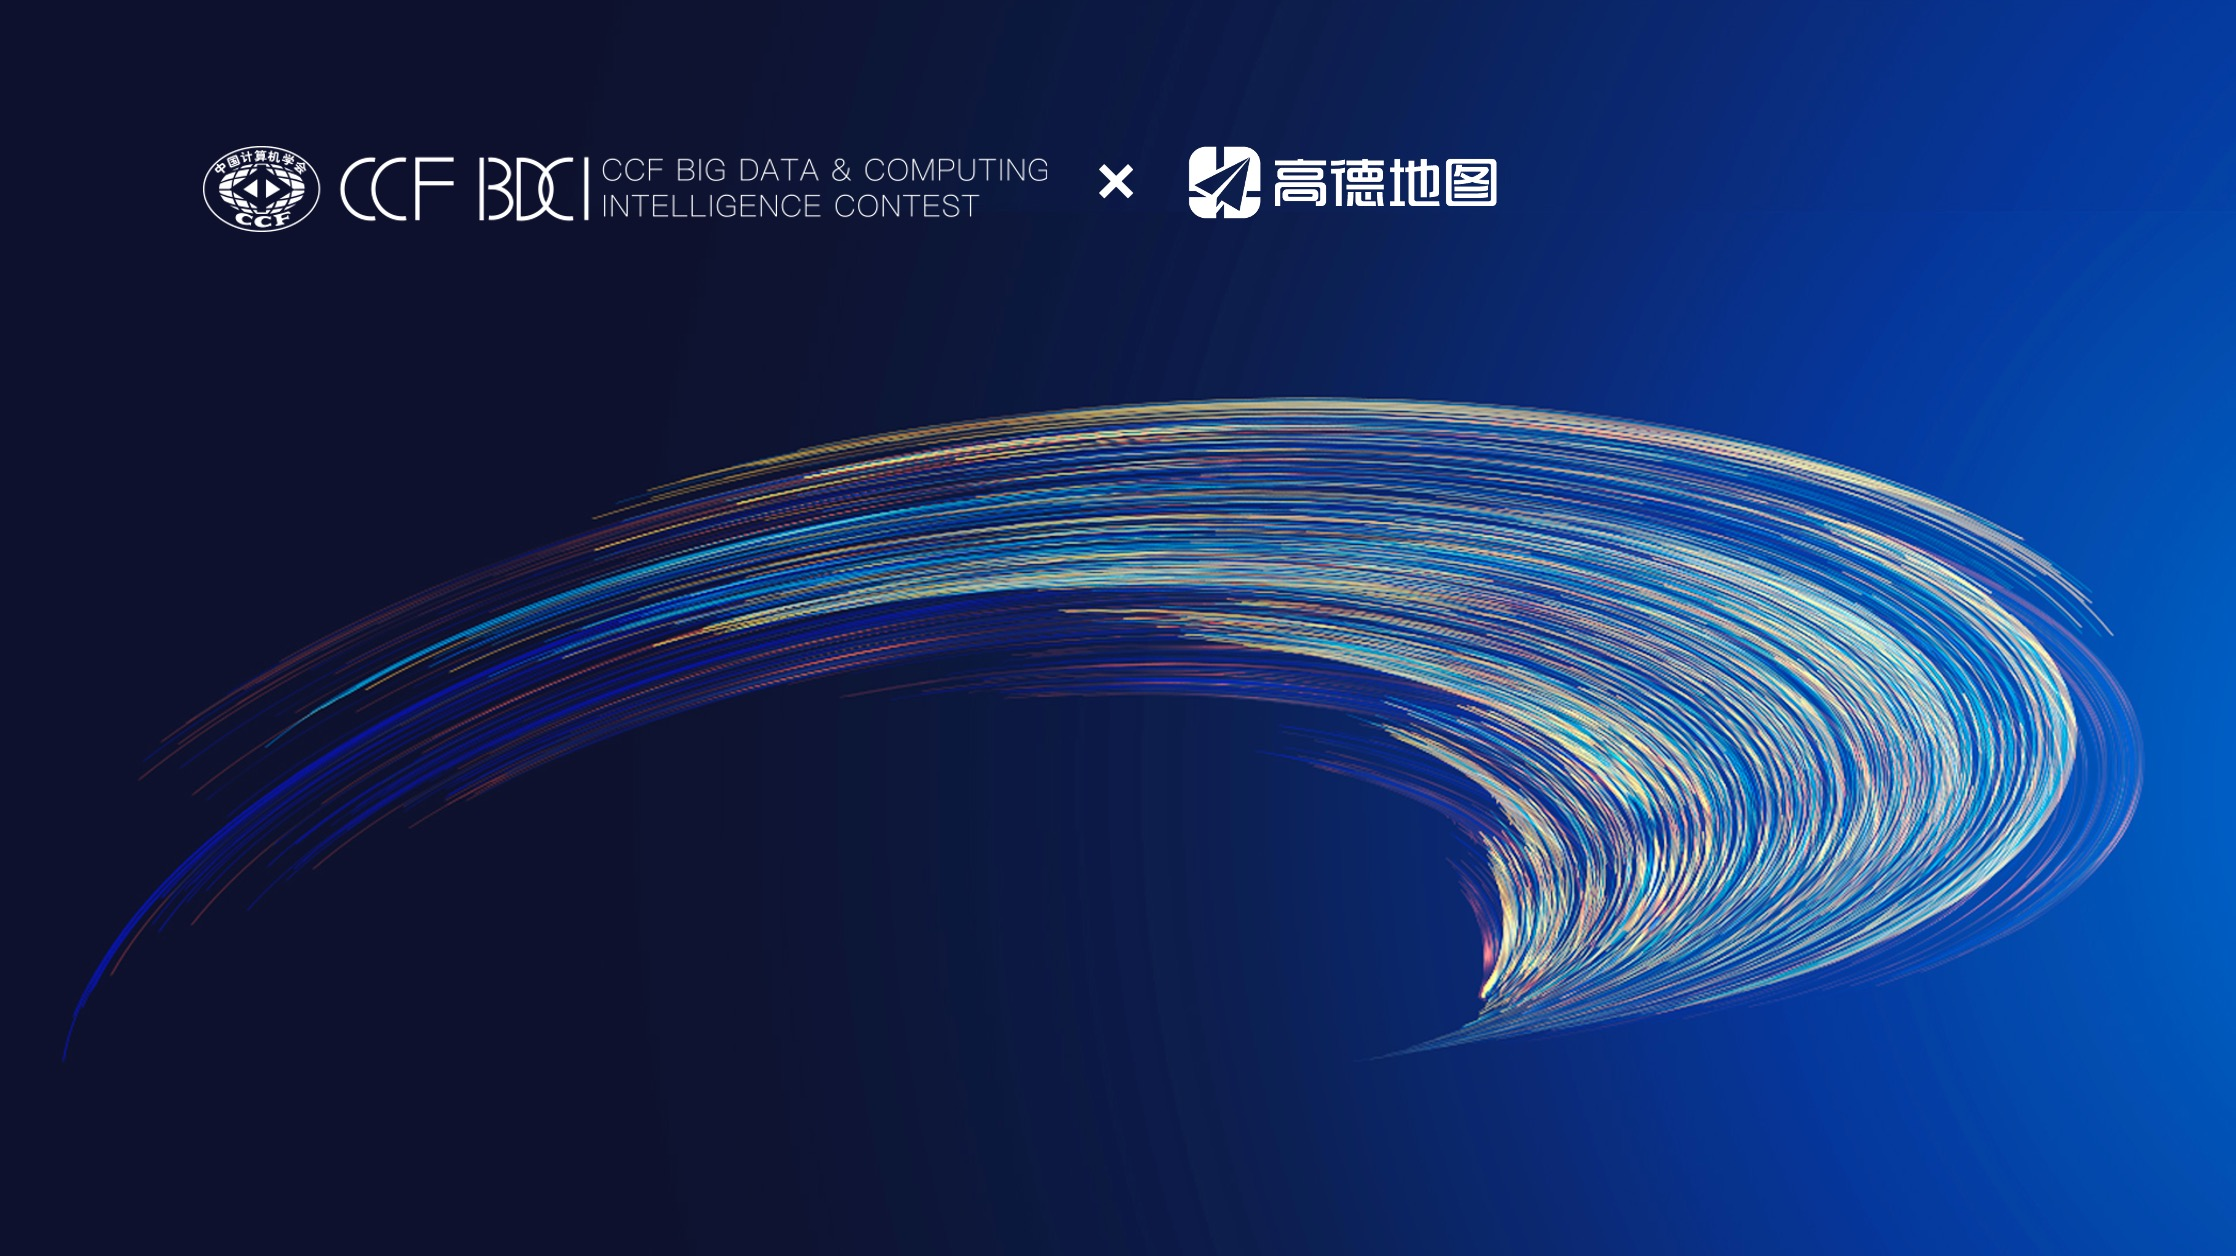 中国计算机学会
CCF
CCF BDCI
CCF BIG DATA & COMPUTING
INTELLIGENCE CONTEST
×
高德地图